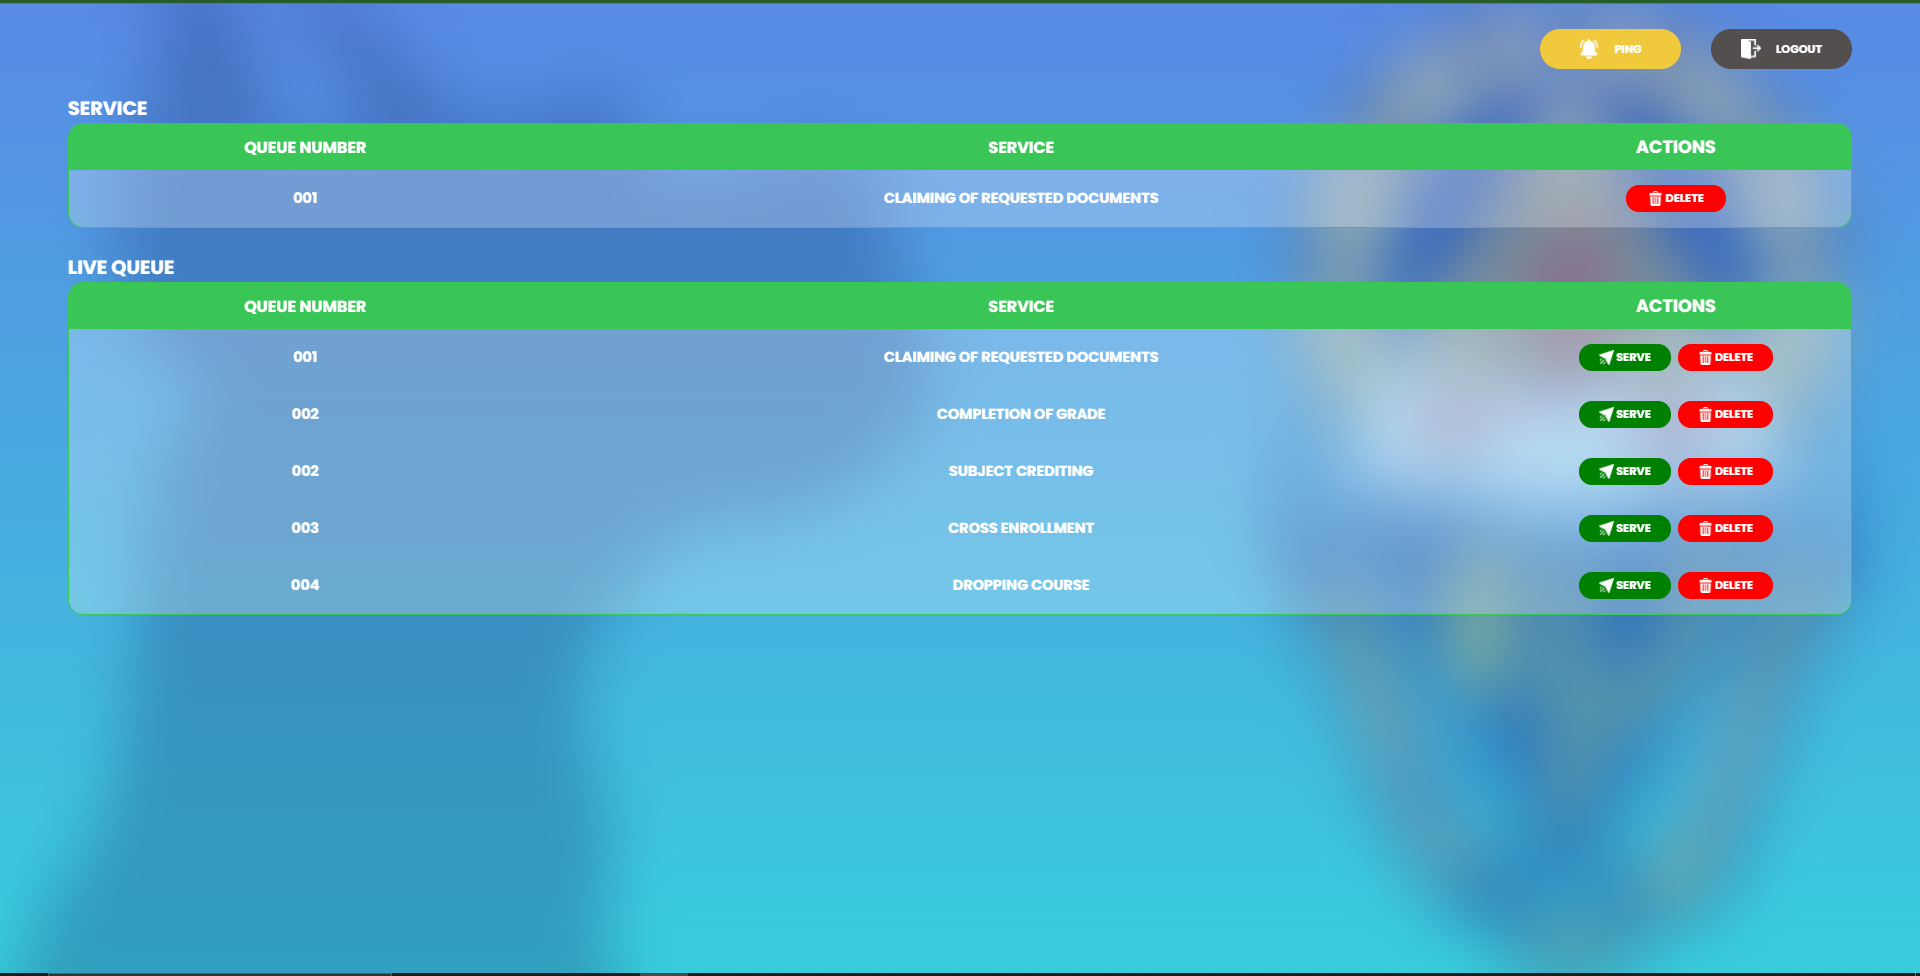 PING LOGOUT
SERVICE
QUEUE NUMBER SERVICE ACTIONS
001 CLAIMING OF REQUESTED DOCUMENTS DELETE
LIVE QUEUE
QUEUE NUMBER SERVICE ACTIONS
001 CLAIMING OF REQUESTED DOCUMENTS SERVE DELETE
002 COMPLETION OF GRADE SERVE DELETE
002 SUBJECT CREDITING SERVE DELETE
003 CROSS ENROLLMENT SERVE DELETE
004 DROPPING COURSE SERVE DELETE